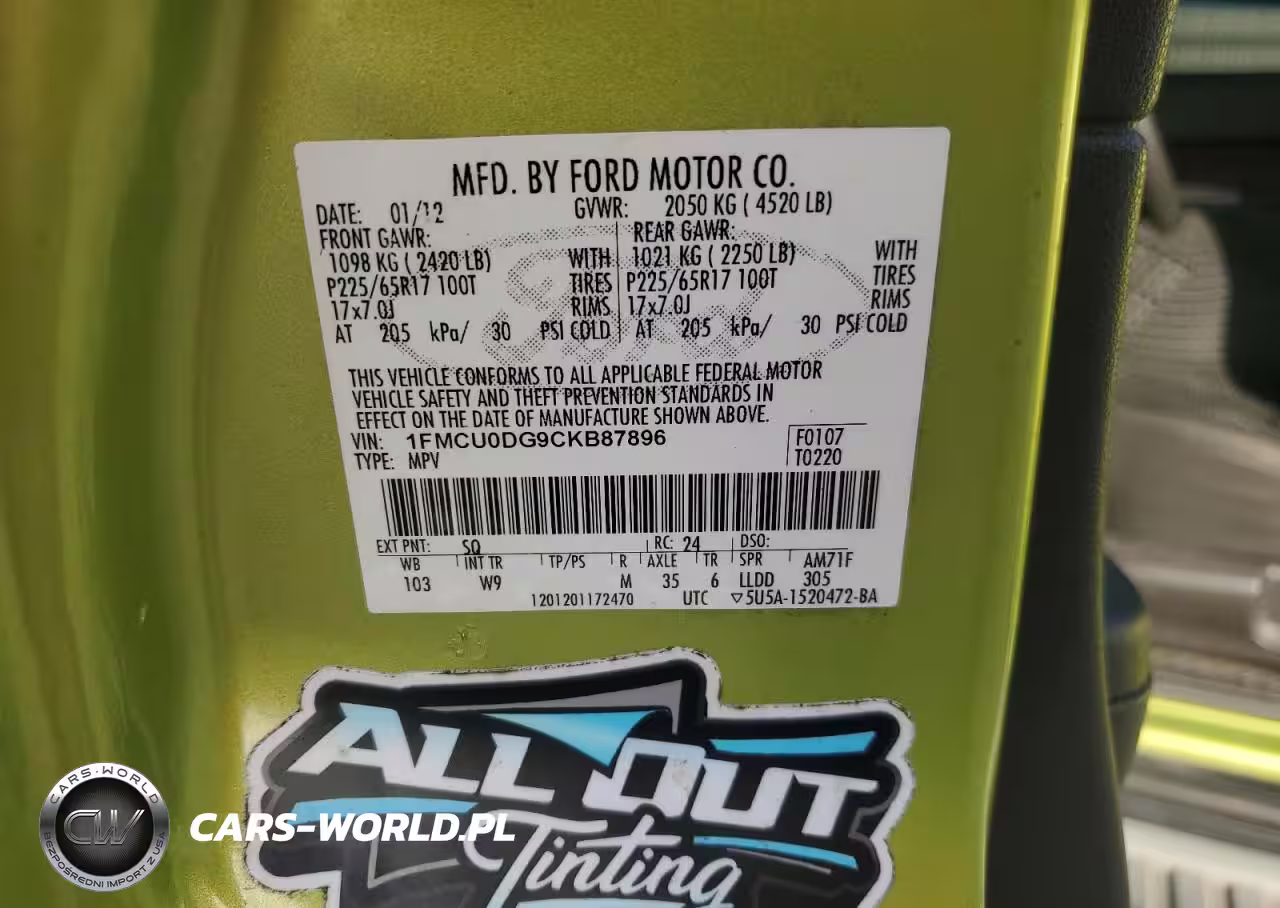 MFD. BY FORD MOTOR CO.
DATE: 01/12 GVWR: 2050 KG ( 4520 LB)
FRONT GAWR: REAR GAWR:
1098 KG ( 2420 LB) WITH 1021 KG ( 2250 LB) WITH
P225/65R17 100T TIRES P225/65R17 100T TIRES
17x7.0J RIMS 17x7.0J RIMS
AT 205 kPa/ 30 PSI COLD AT 205 kPa/ 30 PSI COLD
THIS VEHICLE CONFORMS TO ALL APPLICABLE FEDERAL MOTOR
VEHICLE SAFETY AND THEFT PREVENTION STANDARDS IN
EFFECT ON THE DATE OF MANUFACTURE SHOWN ABOVE.
VIN: 1FMCU0DG9CKB87896 F0107
TYPE: MPV T0220
EXT PNT: SQ RC: 24 DSO:
WB INT TR TP/PS R AXLE TR SPR AM71F
103 W9 M 35 6 LLDD 305
1201201172470 UTC ▽5U5A-1520472-BA
ALL OUT
Tinting
CARS-WORLD
CW
BEZPOŚREDNI IMPORT Z USA
CARS-WORLD.PL